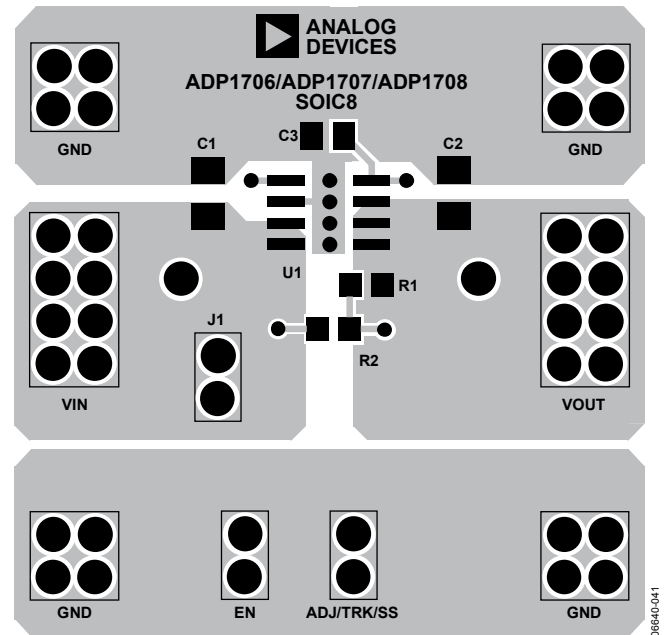 ANALOG
DEVICES
ADP1706/ADP1707/ADP1708
SOIC8
GND
C1
C3
C2
GND
U1
R1
J1
R2
VIN
VOUT
GND
EN
ADJ/TRK/SS
GND
06640-041